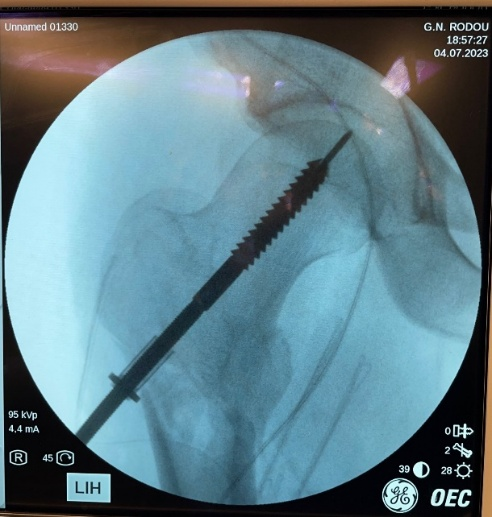 Unnamed 01330
G.N. RODOU
18:57:27
04.07.2023
95 kVp
4,4 mA
R
45
LIH
0
2
39
28
GE
OEC